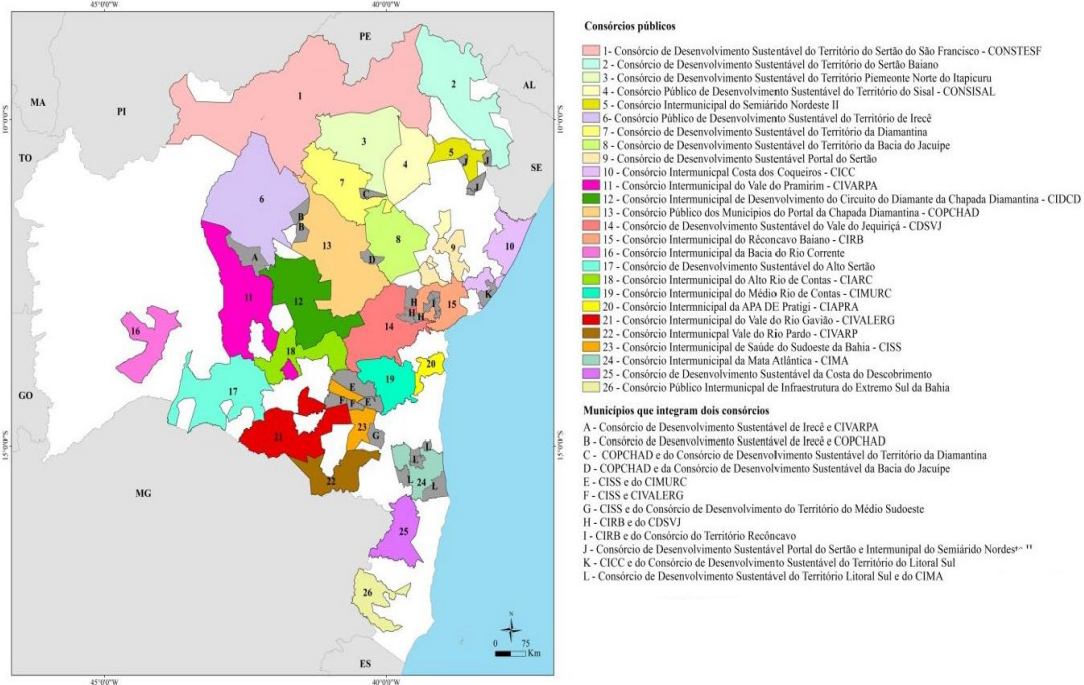 45°0'0"W
40°0'0"W
PE
AL
MA
PI
10°0'0"S
TO
SE
GO
15°0'0"S
MG
ES
1
2
3
4
5
J
J
I
C
7
6
B
B
A
13
8
D
9
10
K
11
12
H
H
H
I
15
14
16
18
17
E
F
F
E
19
20
21
23
G
22
L
L
L
24
L
25
26
N
0 75
Km
Consórcios públicos
1- Consórcio de Desenvolvimento Sustentável do Território do Sertão do São Francisco - CONSTESF
2 - Consórcio de Desenvolvimento Sustentável do Território do Sertão Baiano
3 - Consórcio de Desenvolvimento Sustentável do Território Piemeonte Norte do Itapicuru
4 - Consórcio Público de Desenvolvimento Sustentável do Território do Sisal - CONSISAL
5 - Consórcio Intermunicipal do Semiárido Nordeste II
6- Consórcio Público de Desenvolvimento Sustentável do Território de Irecê
7 - Consórcio de Desenvolvimento Sustentável do Território da Diamantina
8 - Consórcio de Desenvolvimento Sustentável do Território da Bacia do Jacuípe
9 - Consórcio de Desenvolvimento Sustentável Portal do Sertão
10 - Consórcio Intermunicpal Costa dos Coqueiros - CICC
11 - Consórcio Intermunicipal do Vale do Pramirim - CIVARPA
12 - Consórcio Intermunicipal de Desenvolvimento do Circuito do Diamante da Chapada Diamantina - CIDCD
13 - Consórcio Público dos Municípios do Portal da Chapada Diamantina - COPCHAD
14 - Consórcio de Desenvolvimento Sustentável do Vale do Jequiriçá - CDSVJ
15 - Consórcio Intermunicipal do Rêconcavo Baiano - CIRB
16 - Consórcio Intermunicipal da Bacia do Rio Corrente
17 - Consórcio de Desenvolvimento Sustentável do Alto Sertão
18 - Consórcio Intermunicipal do Alto Rio de Contas - CIARC
19 - Consórcio Intermunicipal do Médio Rio de Contas - CIMURC
20 - Consórcio Intermunicpal da APA DE Pratigi - CIAPRA
21 - Consórcio Intermunicipal do Vale do Rio Gavião - CIVALERG
22 - Consórcio Intermunicpal Vale do Rio Pardo - CIVARP
23 - Consórcio Intermunicipal de Saúde do Sudoeste da Bahia - CISS
24 - Consórcio Intermunicpal da Mata Atlântica - CIMA
25 - Consórcio de Desenvolvimento Sustentável da Costa do Descobrimento
26 - Consórcio Público Intermunicpal de Infraestrutura do Extremo Sul da Bahia
Municípios que integram dois consórcios
A - Consórcio de Desenvolvimento Sustentável de Irecê e CIVARPA
B - Consórcio de Desenvolvimento Sustentável de Irecê e COPCHAD
C - COPCHAD e do Consórcio de Desenvolvimento Sustentável do Território da Diamantina
D - COPCHAD e da Consórcio de Desenvolvimento Sustentável da Bacia do Jacuípe
E - CISS e do CIMURC
F - CISS e CIVALERG
G - CISS e do Consórcio de Desenvolvimento do Território do Médio Sudoeste
H - CIRB e do CDSVJ
I - CIRB e do Consórcio do Território Recôncavo
J - Consórcio de Desenvolvimento Sustentável Portal do Sertão e Intermunipal do Semiárido Nordeste II
K - CICC e do Consórcio de Desenvolvimento Sustentável do Território do Litoral Sul
L - Consórcio de Desenvolvimento Sustentável do Território Litoral Sul e do CIMA